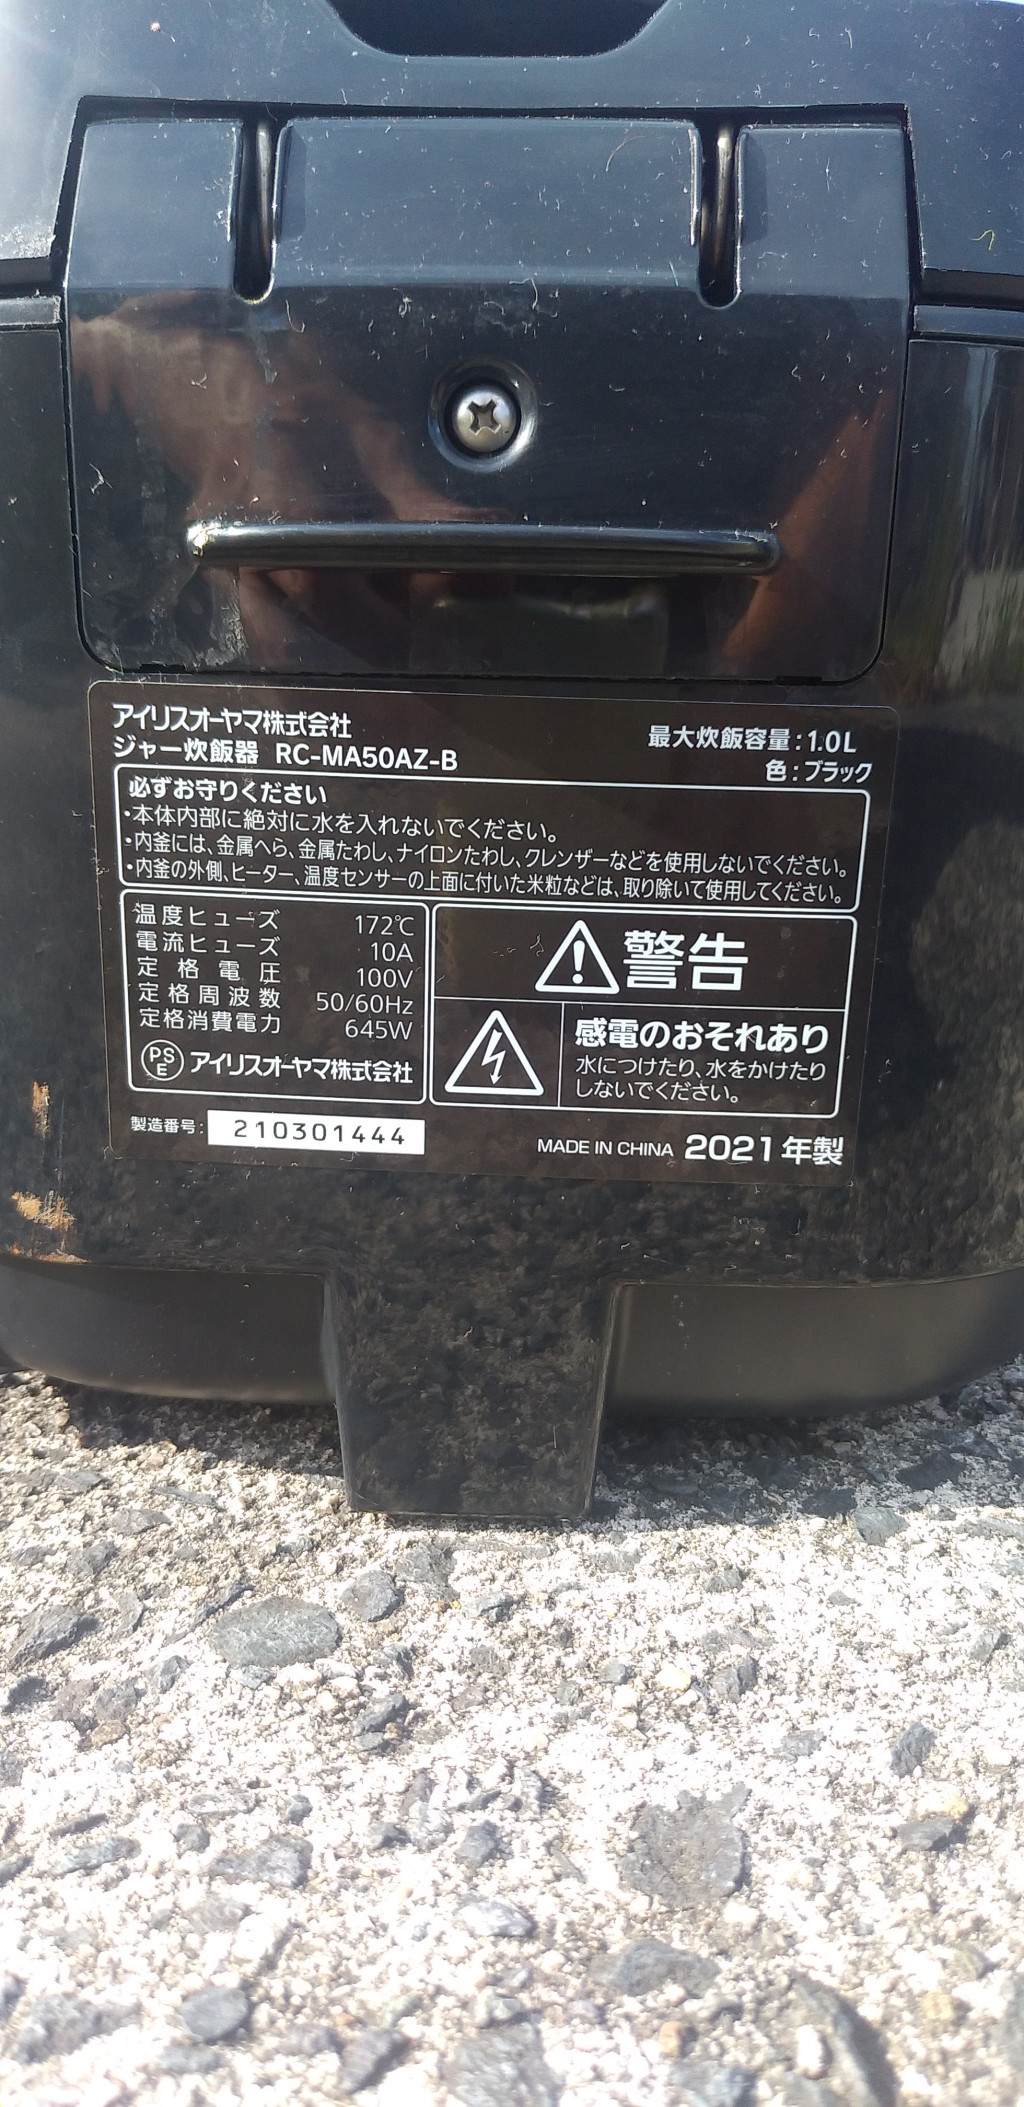 アイリスオーヤマ株式会社
ジャー炊飯器 RC-MA50AZ-B
最大炊飯容量:1.0L
色:ブラック
必ずお守りください
・本体内部に絶対に水を入れないでください。
・内釜には、金属へら、金属たわし、ナイロンたわし、クレンザーなどを使用しないでください。
・内釜の外側、ヒーター、温度センサーの上面に付いた米粒などは、取り除いて使用してください。
温度ヒューズ 172℃
電流ヒューズ 10A
定格電圧 100V
定格周波数 50/60Hz
定格消費電力 645W
PSE アイリスオーヤマ株式会社
警告
感電のおそれあり
水につけたり、水をかけたり
しないでください。
製造番号: 210301444
MADE IN CHINA 2021年製